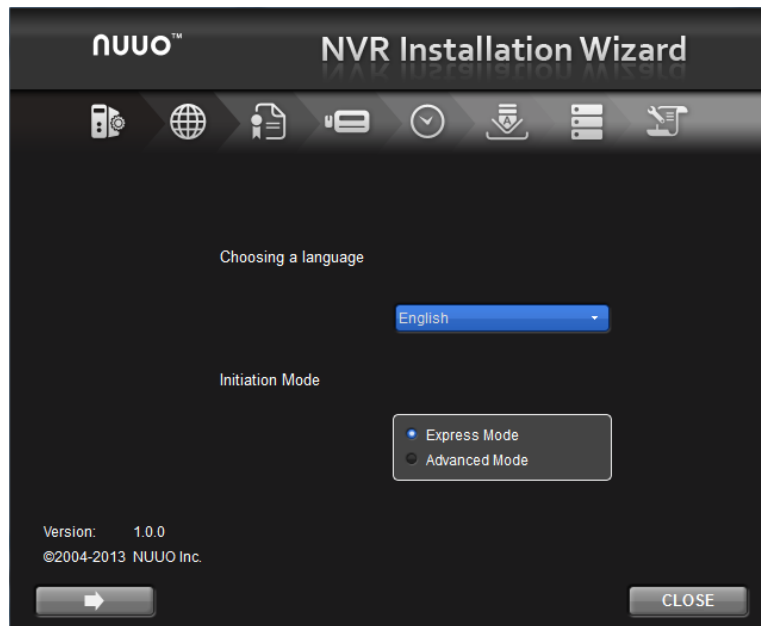 NUUO™
NVR Installation Wizard
Choosing a language
English
Initiation Mode
Express Mode
Advanced Mode
Version: 1.0.0
©2004-2013 NUUO Inc.
CLOSE